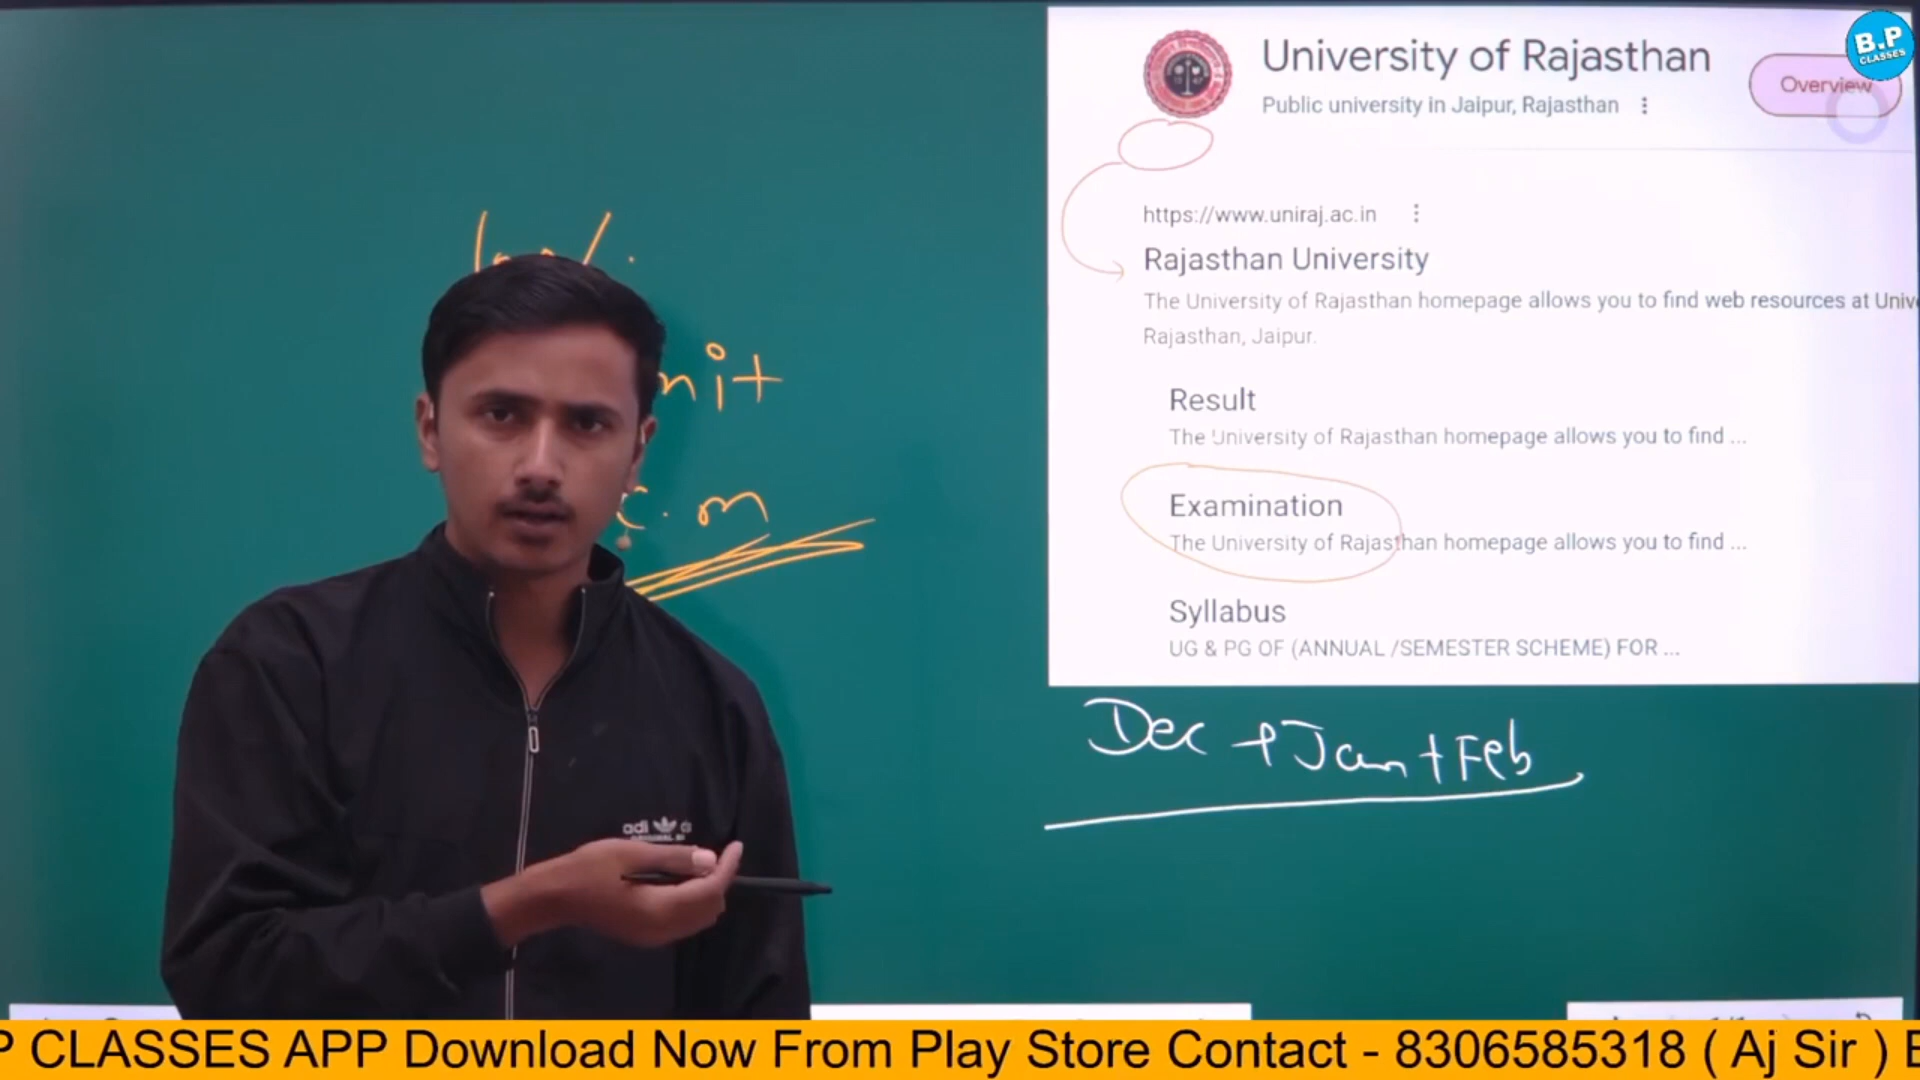 B.P
CLASSES
University of Rajasthan
Overview
Public university in Jaipur, Rajasthan
https://www.uniraj.ac.in
Rajasthan University
The University of Rajasthan homepage allows you to find web resources at Unive
Rajasthan, Jaipur.
Result
The University of Rajasthan homepage allows you to find ...
Examination
The University of Rajasthan homepage allows you to find ...
Syllabus
UG & PG OF (ANNUAL /SEMESTER SCHEME) FOR ...
nit
C.m
Dec + Jan + Feb
adi
P CLASSES APP Download Now From Play Store Contact - 8306585318 ( Aj Sir ) B